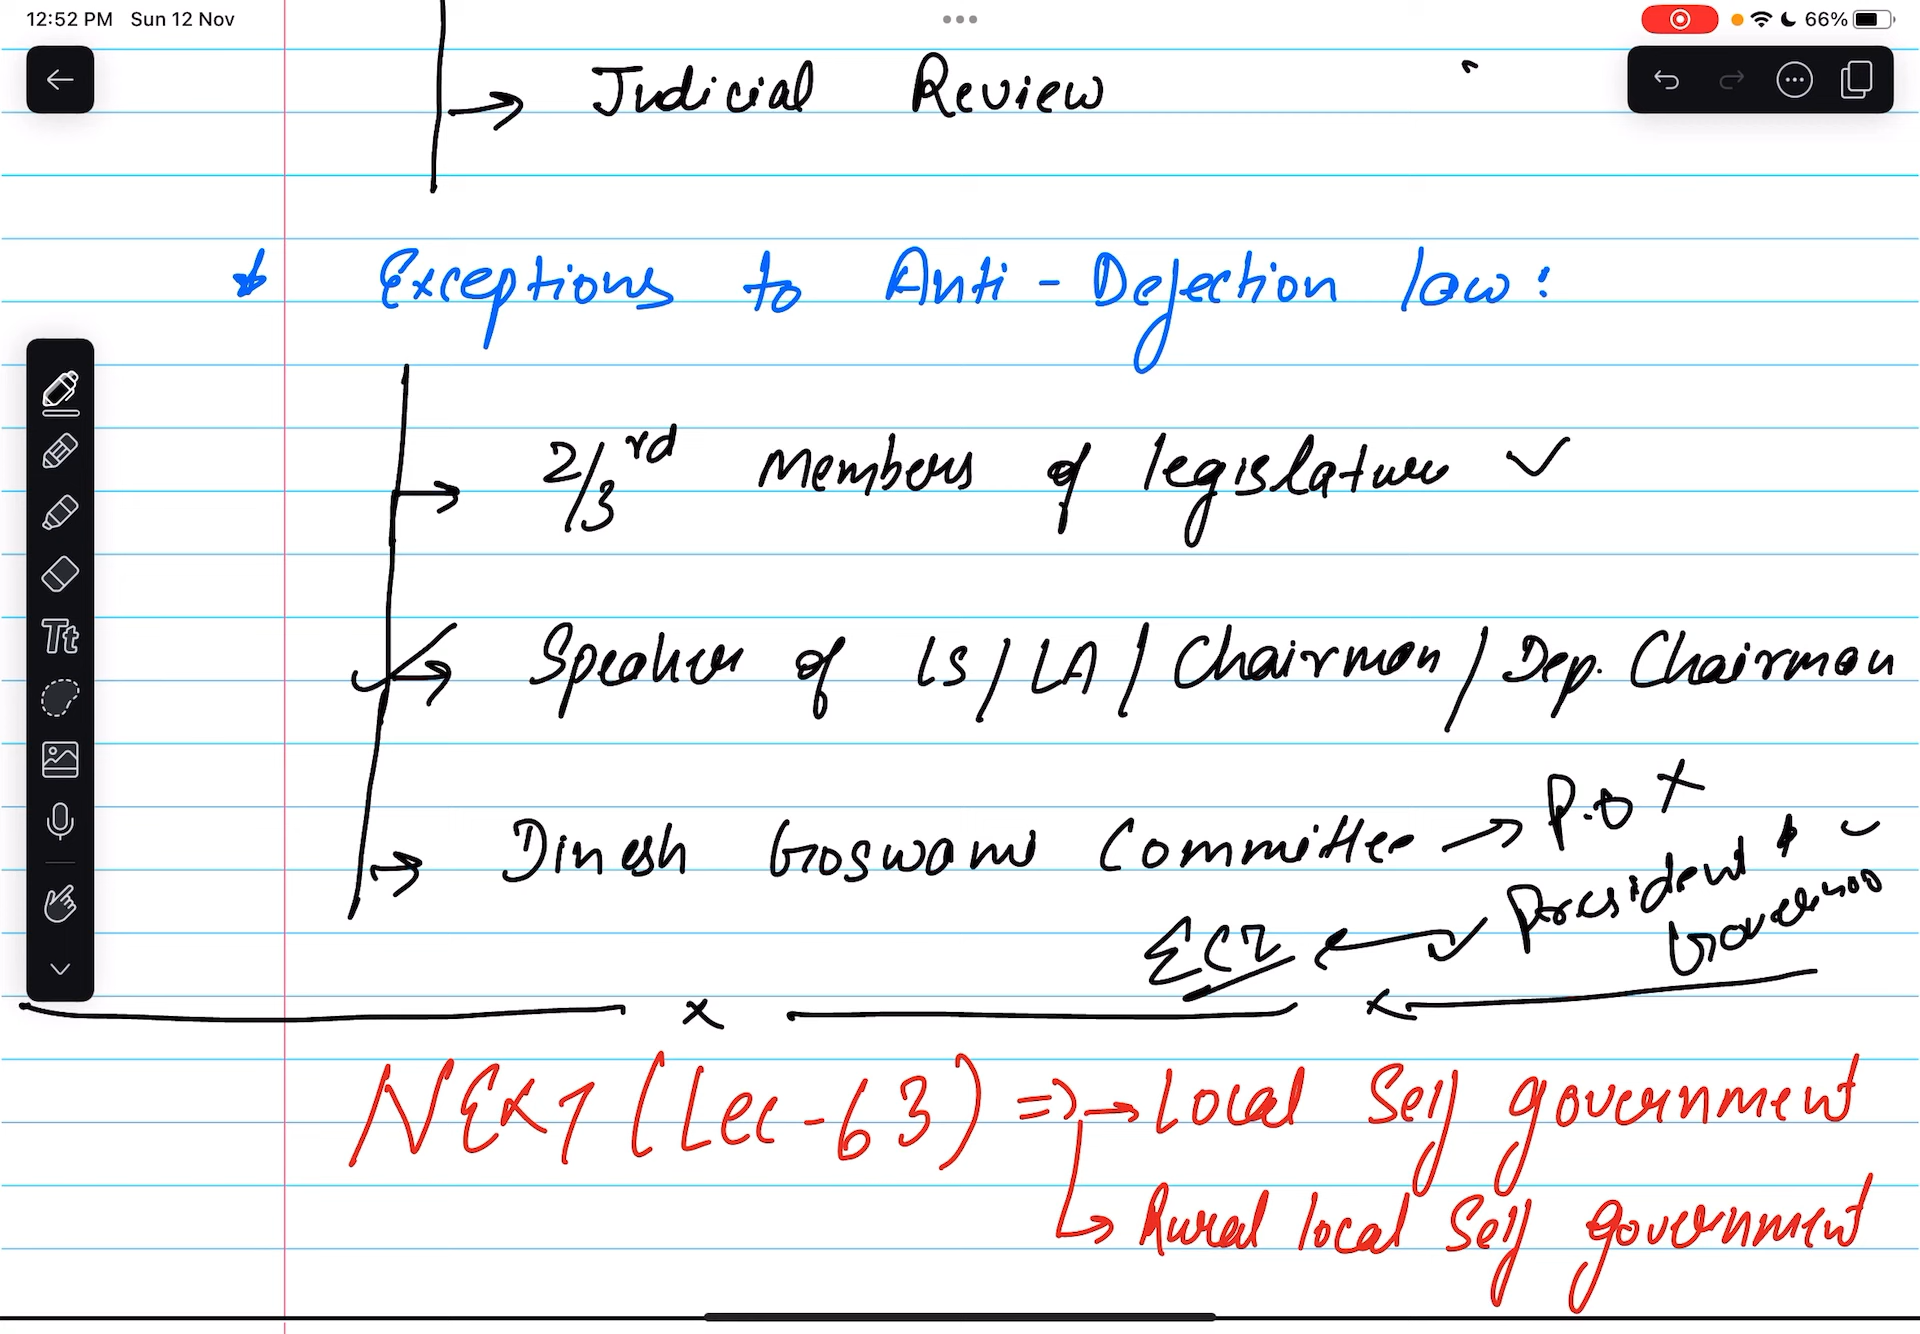 12:52 PM Sun 12 Nov
66%
→ Judicial Review
* Exceptions to Anti-Defection law:
→ 2/3rd Members of legislature ✓
→ Speaker of LS/LA/Chairman/Dep. Chairman
→ Dinesh Goswami Committee → P.O ×
President
Governor
ECI
×
×
NEXT (Lec-63) => → Local Self government
→ Rural local Self government
Tt